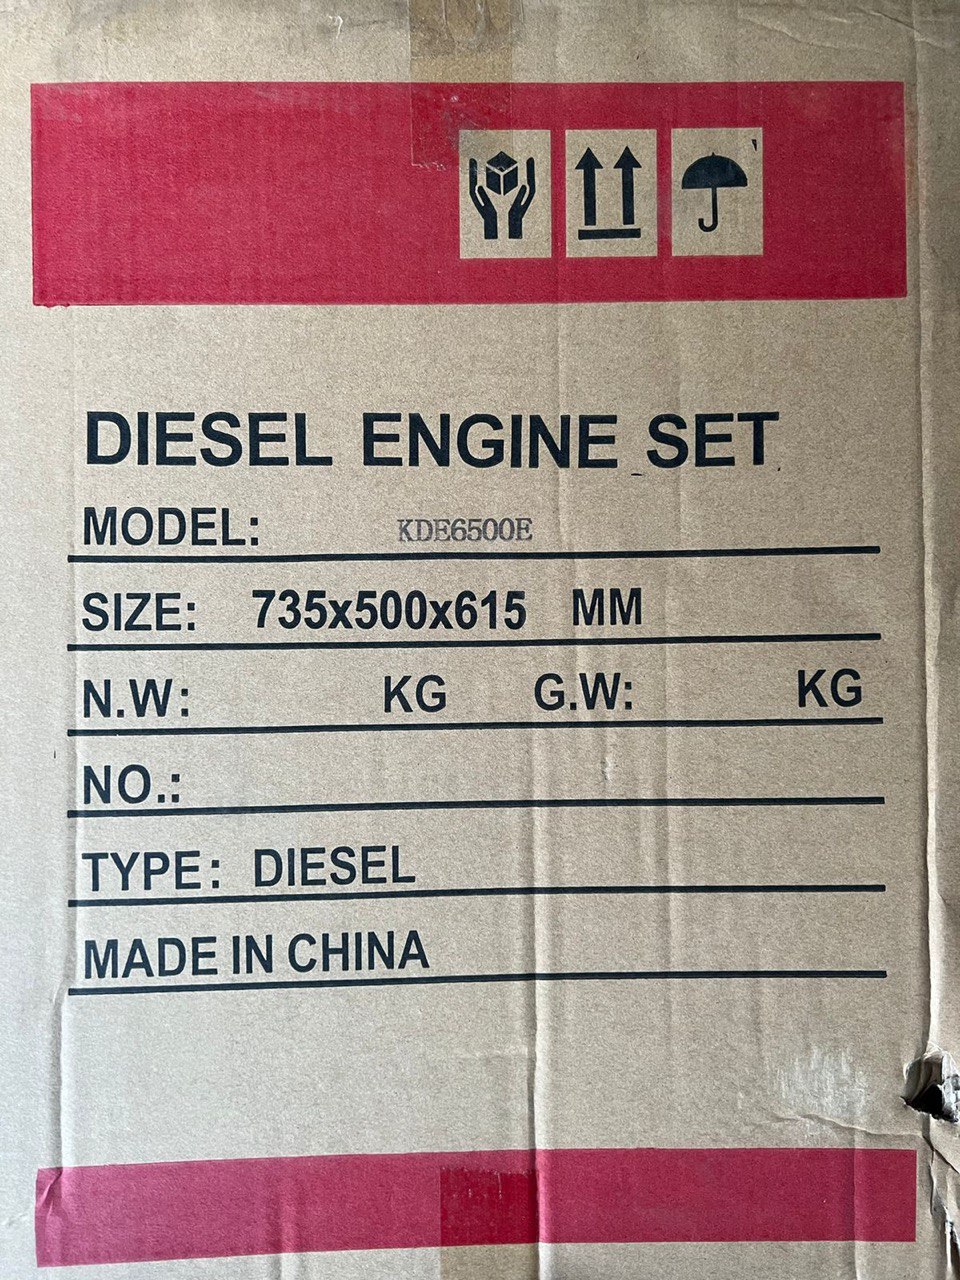 DIESEL ENGINE SET
MODEL: KDE6500E
SIZE: 735x500x615 MM
N.W: KG G.W: KG
NO.:
TYPE: DIESEL
MADE IN CHINA